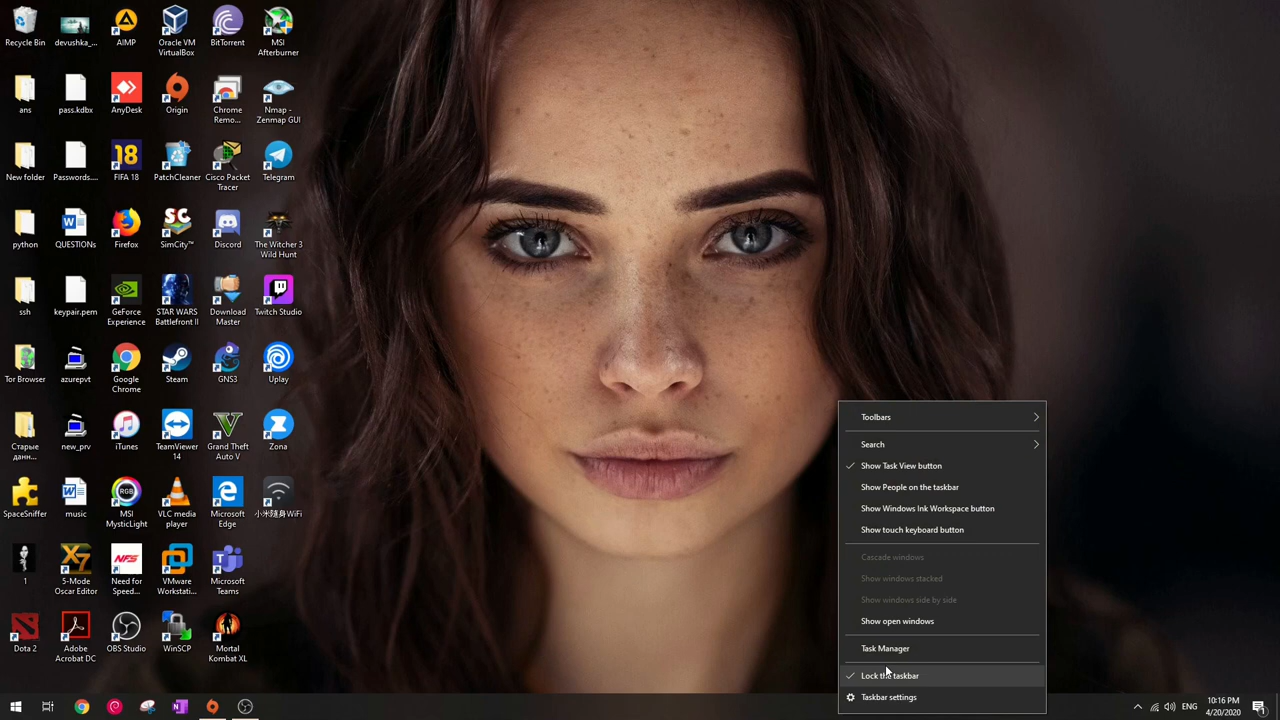 Recycle Bin
devushka_...
AIMP
Oracle VM
VirtualBox
BitTorrent
MSI
Afterburner
ans
pass.kdbx
AnyDesk
Origin
Chrome
Remo...
Nmap -
Zenmap GUI
New folder
Passwords....
18
FIFA 18
PatchCleaner
Cisco Packet
Tracer
Telegram
python
QUESTIONs
Firefox
SC
SimCity™
Discord
The Witcher 3
Wild Hunt
ssh
keypair.pem
GeForce
Experience
STAR WARS
Battlefront II
Download
Master
Twitch Studio
Tor Browser
azurepvt
Google
Chrome
Steam
GNS3
Uplay
Старые
данн...
new_prv
iTunes
TeamViewer
14
Grand Theft
Auto V
Zona
SpaceSniffer
music
RGB
MSI
MysticLight
VLC media
player
Microsoft
Edge
小米隨身WiFi
1
X7
5-Mode
Oscar Editor
NFS
Need for
Speed...
VMware
Workstati...
Microsoft
Teams
Dota 2
Adobe
Acrobat DC
OBS Studio
WinSCP
Mortal
Kombat XL
Toolbars
Search
Show Task View button
Show People on the taskbar
Show Windows Ink Workspace button
Show touch keyboard button
Cascade windows
Show windows stacked
Show windows side by side
Show open windows
Task Manager
Lock the taskbar
Taskbar settings
ENG
10:16 PM
4/20/2020
1